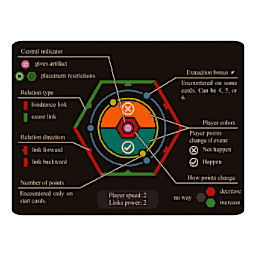 Central indicator
gives artifact
placement restrictions
Relation type
hindrance link
cause link
Relation direction
link forward
link backward
Number of points
Encountered only on
start cards.
Extraction bonus
Encountered on some
cards. Can be 4, 5, or
6.
Player colors
Player points
change if event:
Not happen
Happen
How points change
no way
decrease
increase
Player speed: 2
Links power: 2